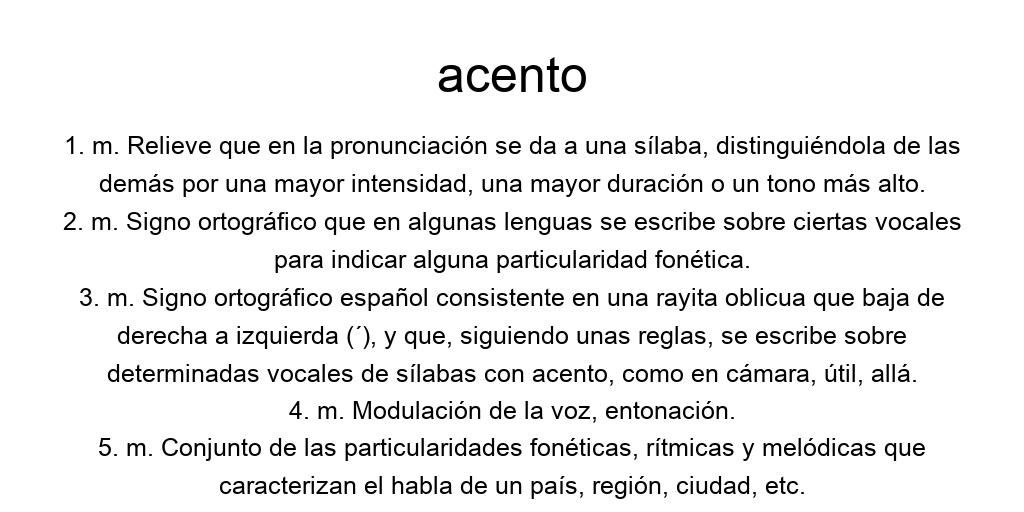 acento
1. m. Relieve que en la pronunciación se da a una sílaba, distinguiéndola de las
demás por una mayor intensidad, una mayor duración o un tono más alto.
2. m. Signo ortográfico que en algunas lenguas se escribe sobre ciertas vocales
para indicar alguna particularidad fonética.
3. m. Signo ortográfico español consistente en una rayita oblicua que baja de
derecha a izquierda (´), y que, siguiendo unas reglas, se escribe sobre
determinadas vocales de sílabas con acento, como en cámara, útil, allá.
4. m. Modulación de la voz, entonación.
5. m. Conjunto de las particularidades fonéticas, rítmicas y melódicas que
caracterizan el habla de un país, región, ciudad, etc.